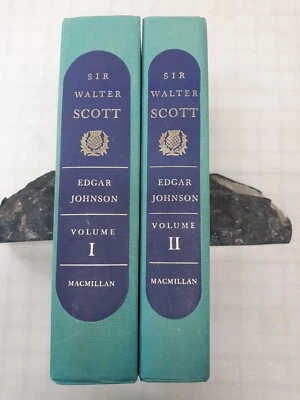 SIR
WALTER
SCOTT
EDGAR
JOHNSON
VOLUME
I
MACMILLAN
SIR
WALTER
SCOTT
EDGAR
JOHNSON
VOLUME
II
MACMILLAN